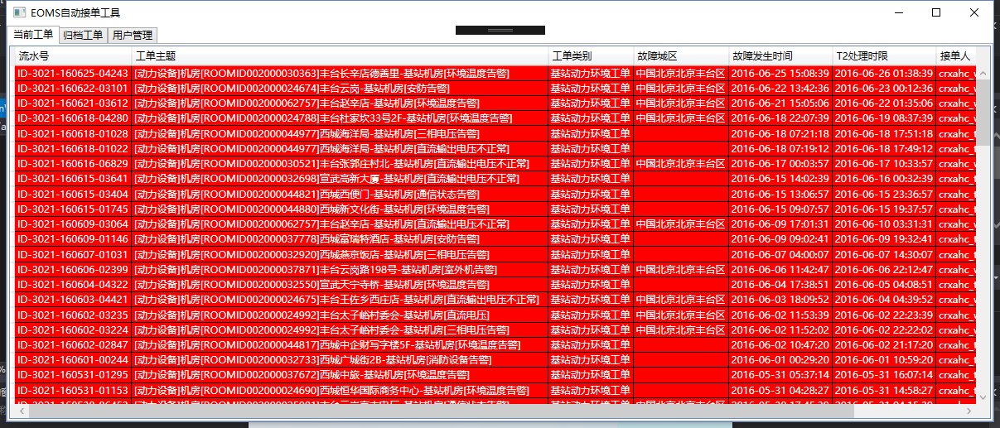 EOMS自动接单工具
当前工单 归档工单 用户管理
流水号 工单主题 工单类别 故障城区 故障发生时间 T2处理时限 接单人
ID-3021-160625-04243 [动力设备]机房[ROOMID002000030363]丰台长辛店德善里-基站机房[环境温度告警] 基站动力环境工单 中国北京北京丰台区 2016-06-25 15:08:39 2016-06-26 01:38:39 crxahc_
ID-3021-160622-03101 [动力设备]机房[ROOMID002000024674]丰台云岗-基站机房[安防告警] 基站动力环境工单 中国北京北京丰台区 2016-06-22 13:42:36 2016-06-23 00:12:36 crxahc_
ID-3021-160621-03612 [动力设备]机房[ROOMID002000062757]丰台赵辛店-基站机房[环境温度告警] 基站动力环境工单 中国北京北京丰台区 2016-06-21 15:05:06 2016-06-22 01:35:06 crxahc_
ID-3021-160618-04280 [动力设备]机房[ROOMID002000024788]丰台杜家坎33号2F-基站机房[环境温度告警] 基站动力环境工单 中国北京北京丰台区 2016-06-18 22:07:39 2016-06-19 08:37:39 crxahc_
ID-3021-160618-01028 [动力设备]机房[ROOMID002000044977]西城海洋局-基站机房[三相电压告警] 基站动力环境工单 2016-06-18 07:21:18 2016-06-18 17:51:18 crxahc_
ID-3021-160618-01022 [动力设备]机房[ROOMID002000044977]西城海洋局-基站机房[直流输出电压不正常] 基站动力环境工单 2016-06-18 07:19:12 2016-06-18 17:49:12 crxahc_
ID-3021-160616-06829 [动力设备]机房[ROOMID002000030521]丰台张郭庄村北-基站机房[直流输出电压不正常] 基站动力环境工单 中国北京北京丰台区 2016-06-17 00:03:57 2016-06-17 10:33:57 crxahc_
ID-3021-160615-03641 [动力设备]机房[ROOMID002000032698]宣武高新大厦-基站机房[直流输出电压不正常] 基站动力环境工单 2016-06-15 14:02:39 2016-06-16 00:32:39 crxahc_
ID-3021-160615-03404 [动力设备]机房[ROOMID002000044821]西城西便门-基站机房[通信状态告警] 基站动力环境工单 2016-06-15 13:06:57 2016-06-15 23:36:57 crxahc_
ID-3021-160615-01745 [动力设备]机房[ROOMID002000044880]西城新文化街-基站机房[环境温度告警] 基站动力环境工单 2016-06-15 09:07:57 2016-06-15 19:37:57 crxahc_
ID-3021-160609-03064 [动力设备]机房[ROOMID002000062757]丰台赵辛店-基站机房[直流输出电压不正常] 基站动力环境工单 中国北京北京丰台区 2016-06-09 17:01:31 2016-06-10 03:31:31 crxahc_
ID-3021-160609-01146 [动力设备]机房[ROOMID002000037778]西城富瑞特酒店-基站机房[安防告警] 基站动力环境工单 2016-06-09 09:02:41 2016-06-09 19:32:41 crxahc_
ID-3021-160607-01031 [动力设备]机房[ROOMID002000032920]西城燕京饭店-基站机房[三相电压告警] 基站动力环境工单 2016-06-07 04:00:07 2016-06-07 14:30:07 crxahc_
ID-3021-160606-02399 [动力设备]机房[ROOMID002000037871]丰台云岗路198号-基站机房[室外机告警] 基站动力环境工单 中国北京北京丰台区 2016-06-06 11:42:47 2016-06-06 22:12:47 crxahc_
ID-3021-160604-04322 [动力设备]机房[ROOMID002000032550]宣武天宁寺桥-基站机房[环境温度告警] 基站动力环境工单 2016-06-04 17:38:51 2016-06-05 04:08:51 crxahc_
ID-3021-160603-04421 [动力设备]机房[ROOMID002000024675]丰台王佐乡西庄店-基站机房[直流输出电压不正常] 基站动力环境工单 中国北京北京丰台区 2016-06-03 18:09:52 2016-06-04 04:39:52 crxahc_
ID-3021-160602-03235 [动力设备]机房[ROOMID002000024992]丰台太子峪村委会-基站机房[直流电压] 基站动力环境工单 中国北京北京丰台区 2016-06-02 11:53:39 2016-06-02 22:23:39 crxahc_
ID-3021-160602-03224 [动力设备]机房[ROOMID002000024992]丰台太子峪村委会-基站机房[三相电压告警] 基站动力环境工单 中国北京北京丰台区 2016-06-02 11:52:02 2016-06-02 22:22:02 crxahc_
ID-3021-160602-02847 [动力设备]机房[ROOMID002000044817]西城中企财写字楼5F-基站机房[环境温度告警] 基站动力环境工单 2016-06-02 10:47:20 2016-06-02 21:17:20 crxahc_
ID-3021-160601-00244 [动力设备]机房[ROOMID002000032733]西城广城街2B-基站机房[消防设备告警] 基站动力环境工单 2016-06-01 00:29:20 2016-06-01 10:59:20 crxahc_
ID-3021-160531-01295 [动力设备]机房[ROOMID002000037672]西城中旅-基站机房[环境温度告警] 基站动力环境工单 2016-05-31 05:37:14 2016-05-31 16:07:14 crxahc_
ID-3021-160531-01153 [动力设备]机房[ROOMID002000024690]西城恒华国际商务中心-基站机房[环境温度告警] 基站动力环境工单 2016-05-31 04:28:27 2016-05-31 14:58:27 crxahc_